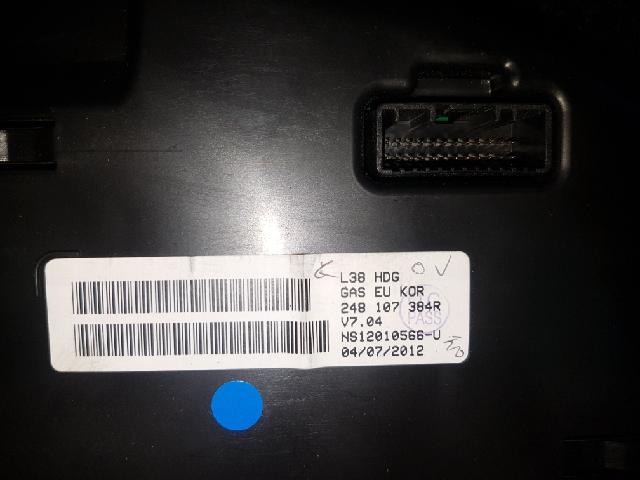 L38 HDG
GAS EU KOR
248 107 384R
V7.04
NS12010566-U
04/07/2012
PASS